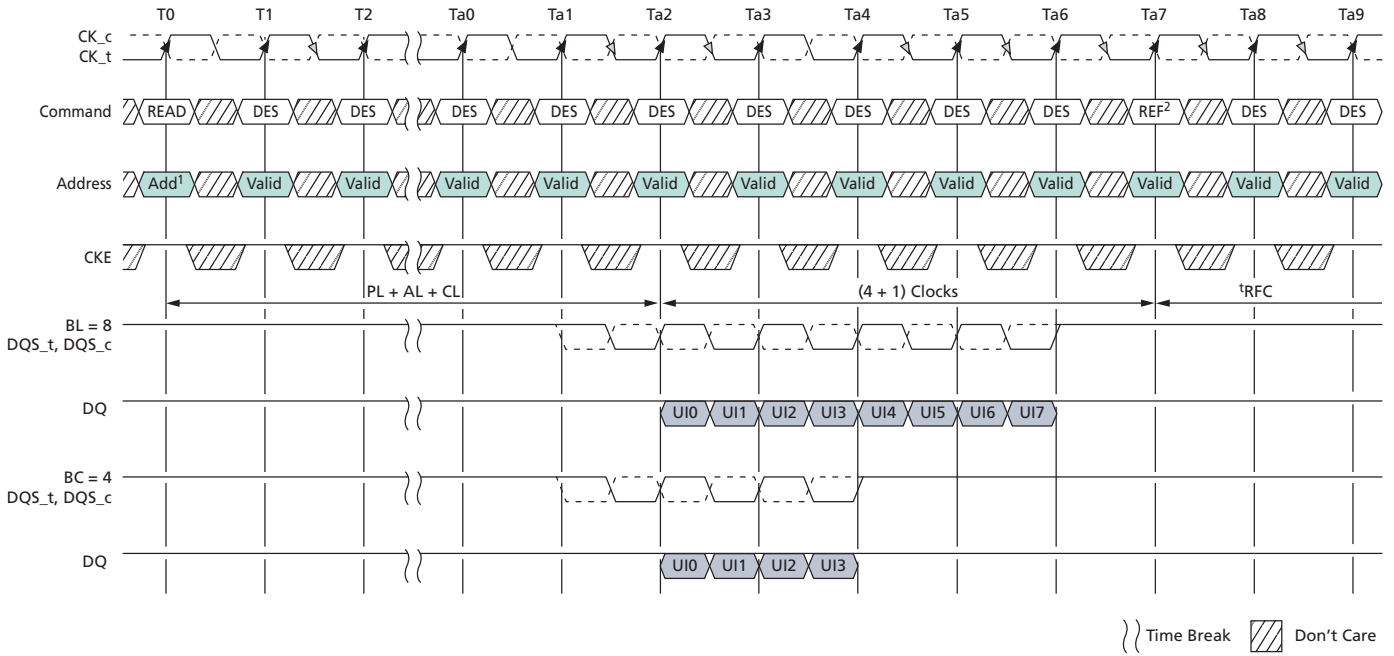 T0 T1 T2 Ta0 Ta1 Ta2 Ta3 Ta4 Ta5 Ta6 Ta7 Ta8 Ta9
CK_c
CK_t
Command READ DES DES DES DES DES DES DES DES DES REF² DES DES
Address Add¹ Valid Valid Valid Valid Valid Valid Valid Valid Valid Valid Valid Valid
CKE
PL + AL + CL (4 + 1) Clocks ᵗRFC
BL = 8
DQS_t, DQS_c
DQ UI0 UI1 UI2 UI3 UI4 UI5 UI6 UI7
BC = 4
DQS_t, DQS_c
DQ UI0 UI1 UI2 UI3
Time Break Don't Care